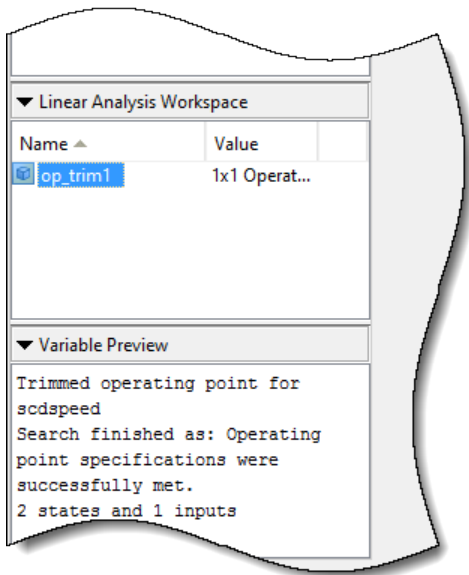 ▼ Linear Analysis Workspace
Name ▲ Value
op_trim1 1x1 Operat...
▼ Variable Preview
Trimmed operating point for
scdspeed
Search finished as: Operating
point specifications were
successfully met.
2 states and 1 inputs